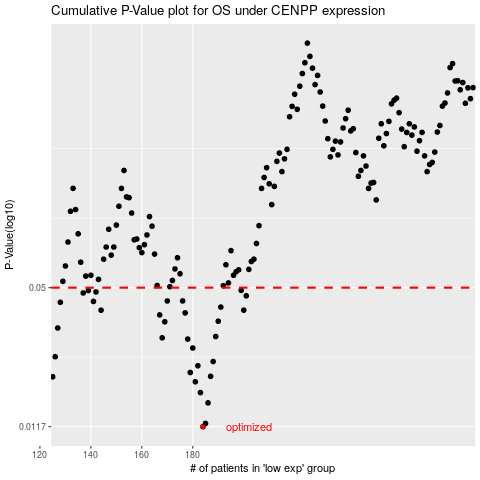 Cumulative P-Value plot for OS under CENPP expression
P-Value(log10)
0.05
0.0117
optimized
120
140
160
180
# of patients in 'low exp' group